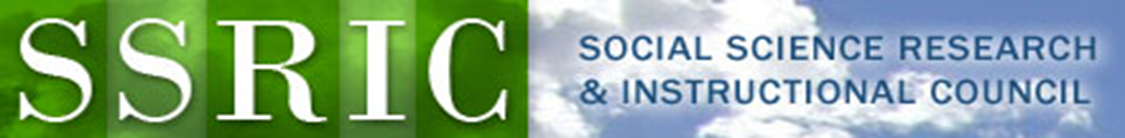 SSRIC
SOCIAL SCIENCE RESEARCH
& INSTRUCTIONAL COUNCIL